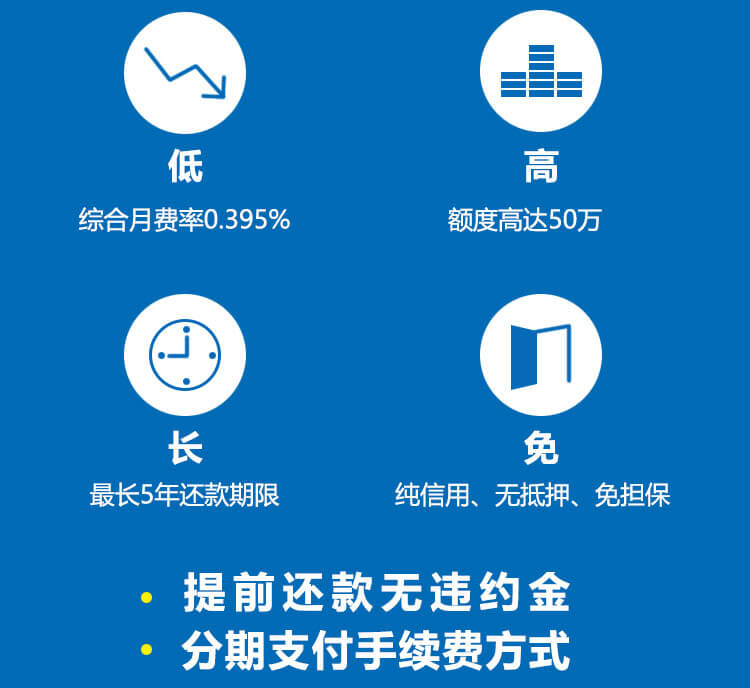 低
高
综合月费率0.395%
额度高达50万
长
免
最长5年还款期限
纯信用、无抵押、免担保
提前还款无违约金
分期支付手续费方式